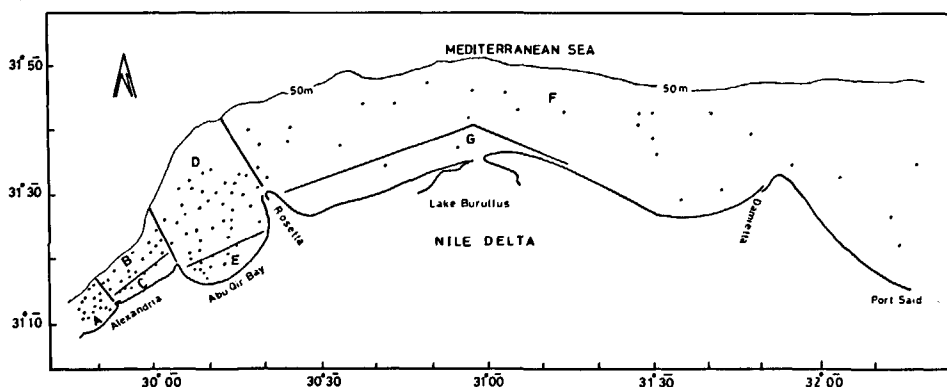 MEDITERRANEAN SEA
31°50
50m
50m
F
G
D
31°30
Lake Burullus
Rosetta
Damietta
NILE DELTA
B
E
C
Abu Qir Bay
A
Alexandria
Port Said
31°10
30°00 30°30 31°00 31°30 32°00